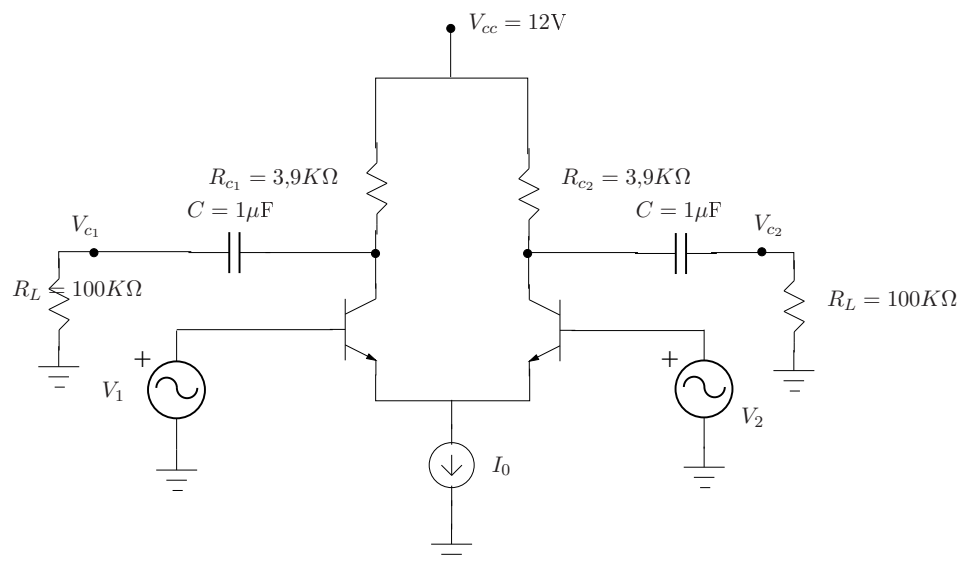 V_{cc} = 12V
R_{c_1} = 3,9KΩ
R_{c_2} = 3,9KΩ
C = 1μF
C = 1μF
V_{c_1}
V_{c_2}
R_L = 100KΩ
R_L = 100KΩ
+
+
V_1
V_2
I_0